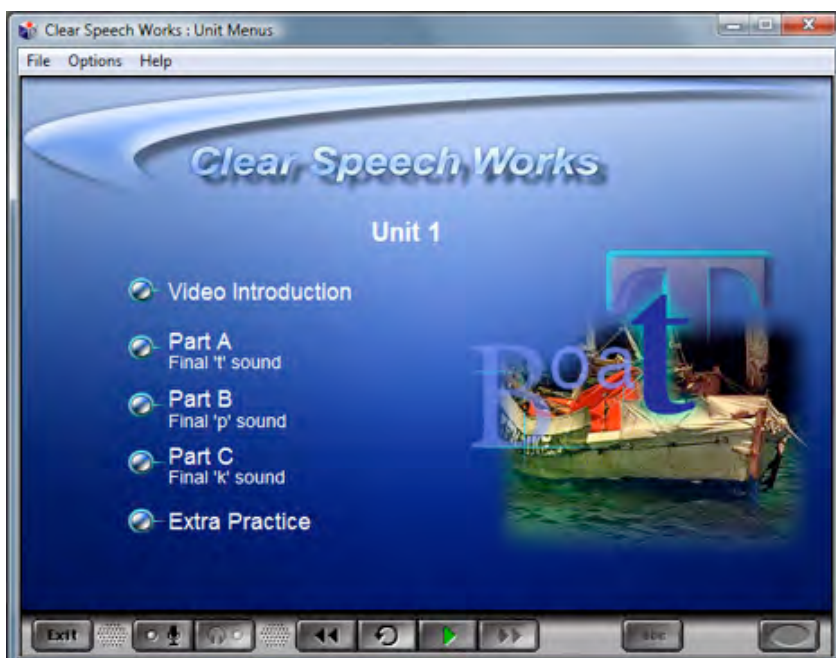 Clear Speech Works : Unit Menus
File Options Help
Clear Speech Works
Unit 1
Video Introduction
Part A
Final 't' sound
Part B
Final 'p' sound
Part C
Final 'k' sound
Extra Practice
T
Boat
Exit
abc